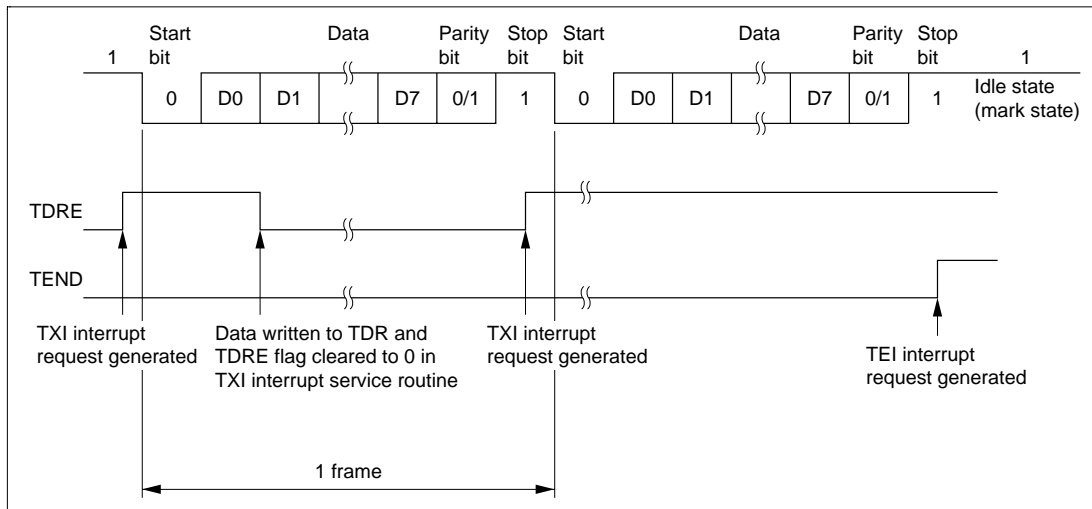 1
Start bit
Data
Parity bit
Stop bit
Start bit
Data
Parity bit
Stop bit
1
0
D0
D1
D7
0/1
1
0
D0
D1
D7
0/1
1
Idle state
(mark state)
TDRE
TEND
TXI interrupt
request generated
Data written to TDR and
TDRE flag cleared to 0 in
TXI interrupt service routine
TXI interrupt
request generated
TEI interrupt
request generated
1 frame